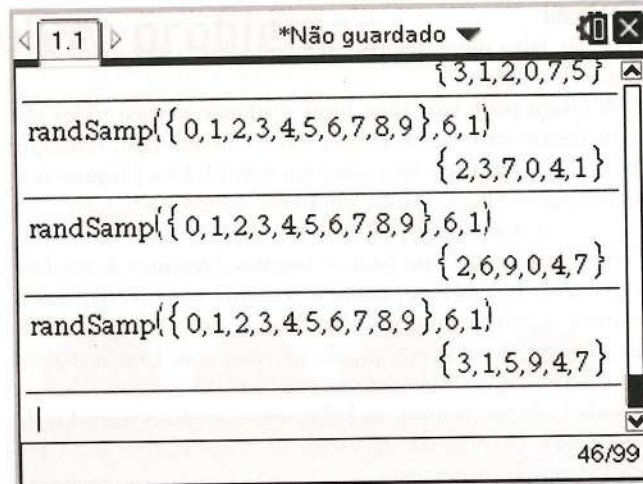 1.1
*Não guardado
{3,1,2,0,7,5}
randSamp({0,1,2,3,4,5,6,7,8,9},6,1)
{2,3,7,0,4,1}
randSamp({0,1,2,3,4,5,6,7,8,9},6,1)
{2,6,9,0,4,7}
randSamp({0,1,2,3,4,5,6,7,8,9},6,1)
{3,1,5,9,4,7}
46/99